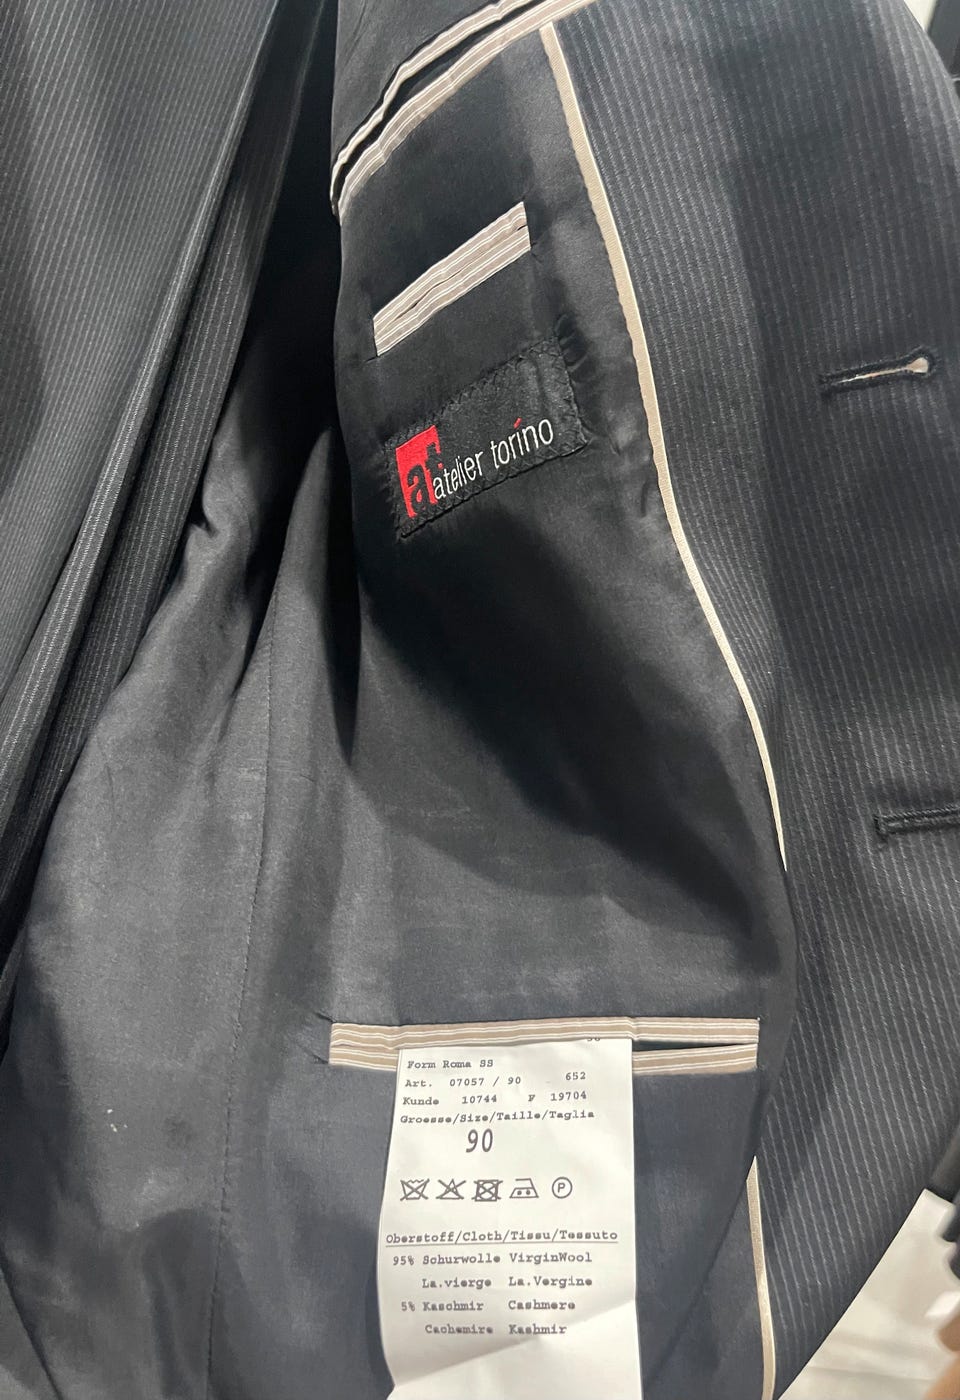 at
atelier torino
Form Roma SS
Art. 07057 / 90 652
Kunde 10744 F 19704
Groesse/Size/Taille/Taglia
90
P
Oberstoff/Cloth/Tissu/Tessuto
95% Schurwolle VirginWool
La.vierge La.Vergine
5% Kaschmir Cashmere
Cachemire Kashmir